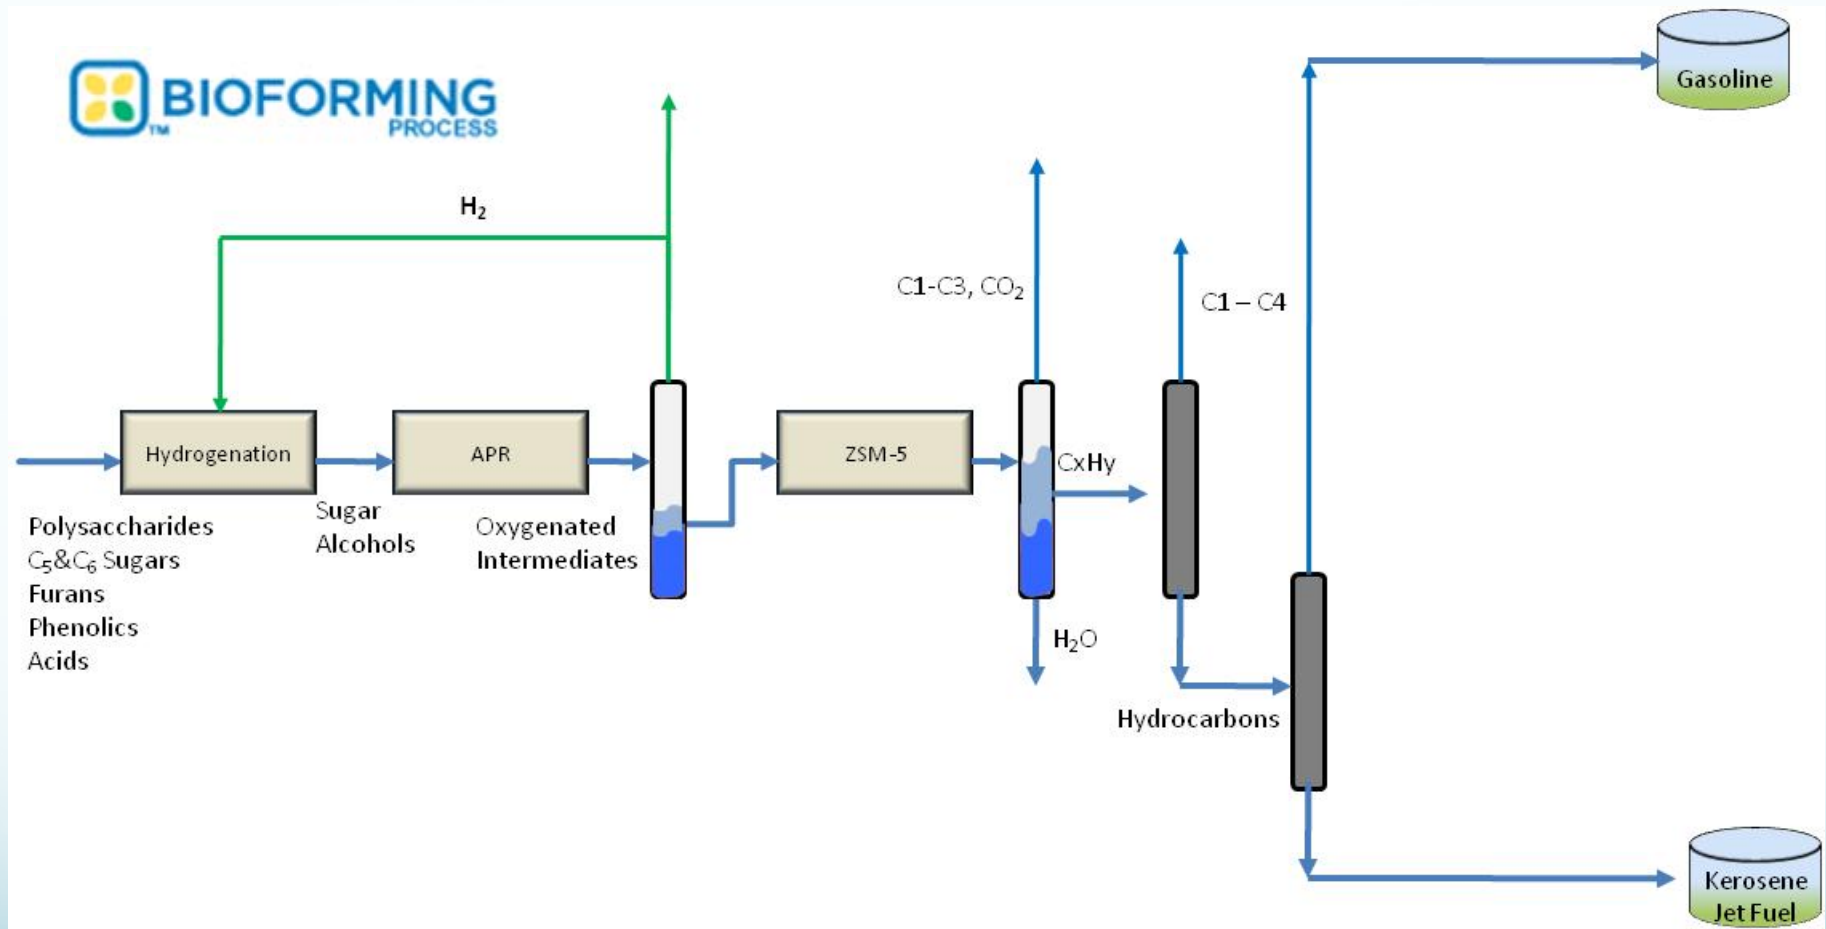 BIOFORMING
™ PROCESS
Gasoline
H₂
C1-C3, CO₂
C1 – C4
Hydrogenation
APR
ZSM-5
CxHy
Polysaccharides
C₅&C₆ Sugars
Furans
Phenolics
Acids
Sugar
Alcohols
Oxygenated
Intermediates
H₂O
Hydrocarbons
Kerosene
Jet Fuel